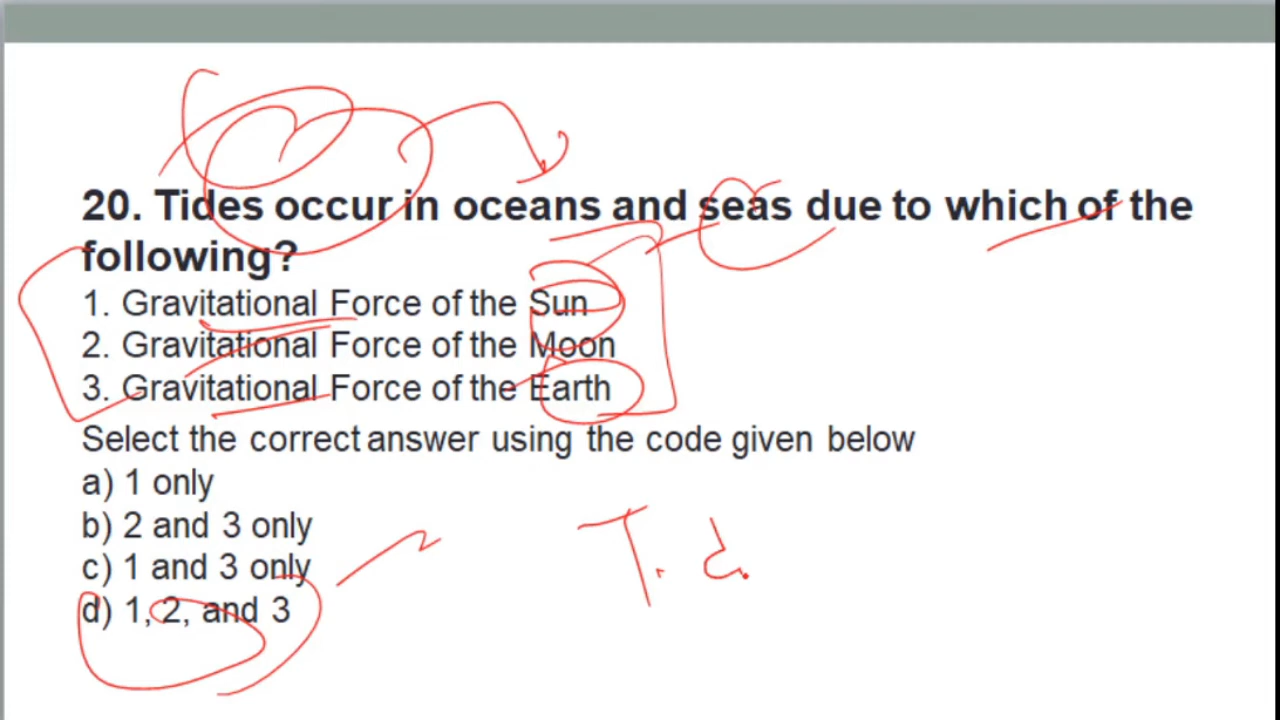 20. Tides occur in oceans and seas due to which of the
following?
1. Gravitational Force of the Sun
2. Gravitational Force of the Moon
3. Gravitational Force of the Earth
Select the correct answer using the code given below
a) 1 only
b) 2 and 3 only
c) 1 and 3 only
d) 1, 2, and 3